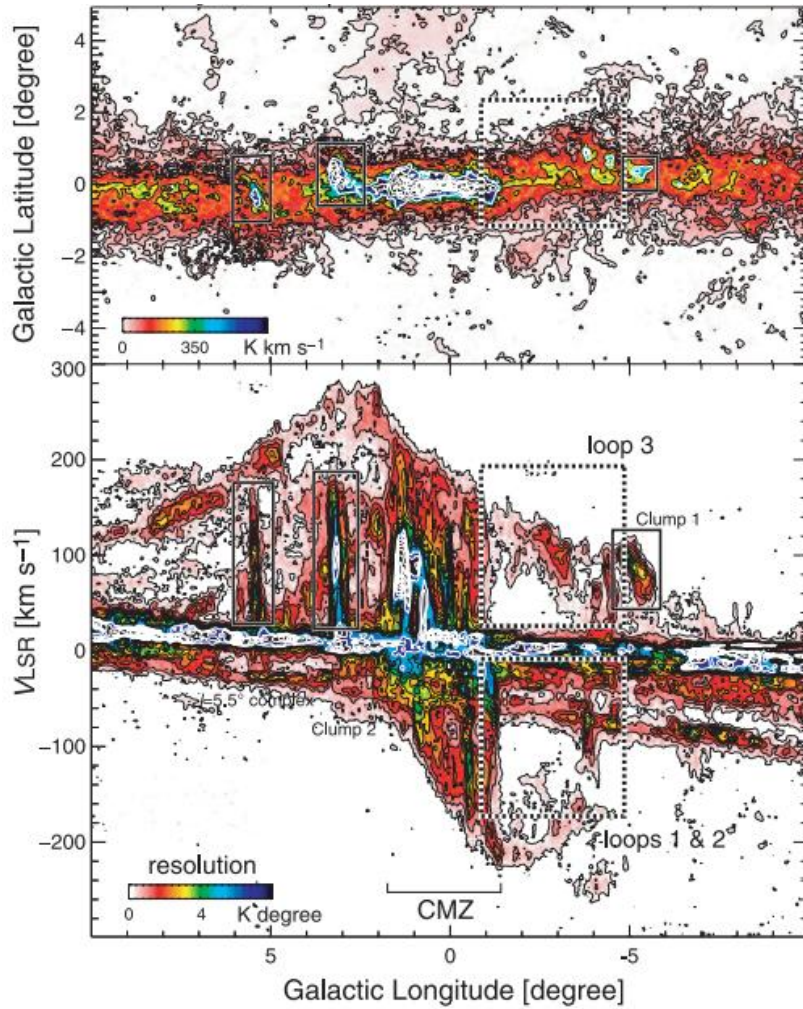 Galactic Latitude [degree]
4
2
0
−2
−4
0 350 K km s⁻¹
300
200
100
0
−100
−200
VLSR [km s⁻¹]
loop 3
Clump 1
l=5.5° complex
Clump 2
loops 1 & 2
resolution
0 4 K degree
CMZ
5 0 -5
Galactic Longitude [degree]